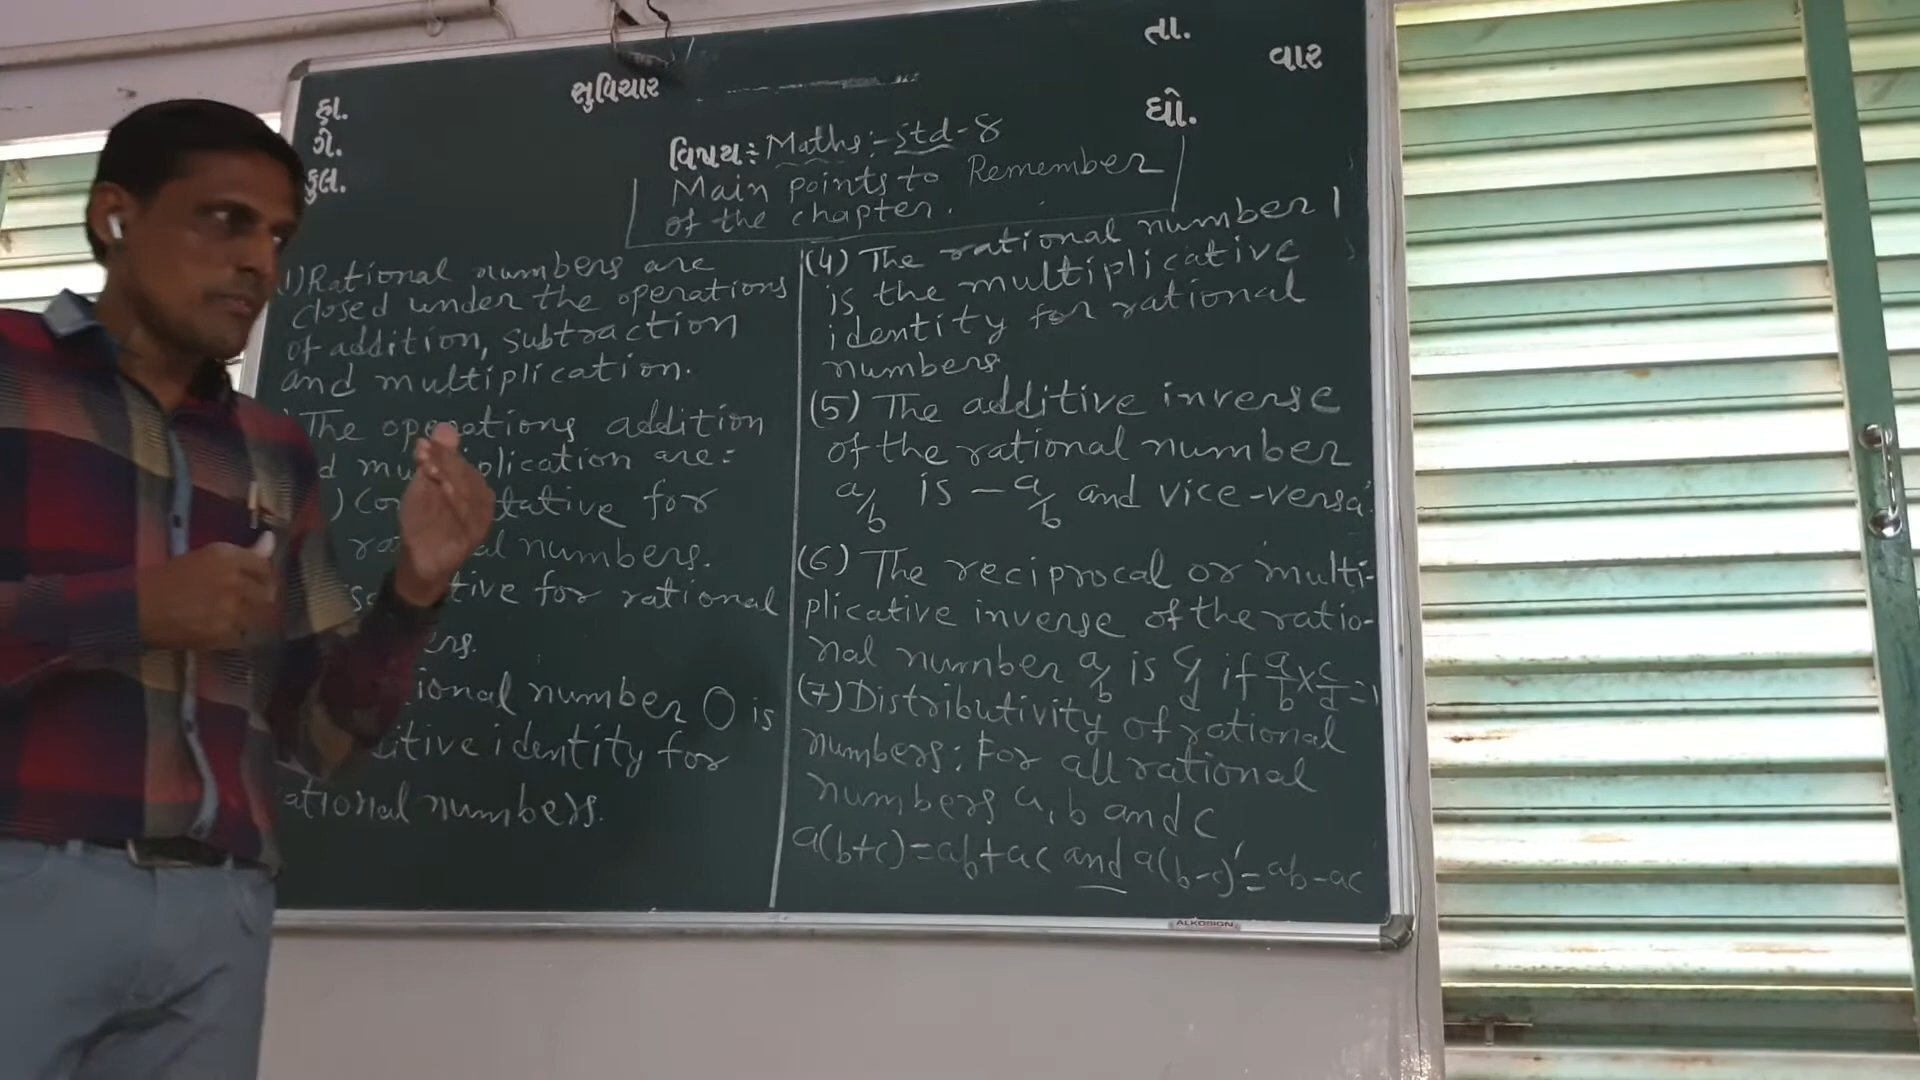 હા.
ગે.
કુલ.
સુવિચાર
તા.
વાર
ઘો.
વિષય: Maths:- std-8
Main points to Remember
of the chapter.
1) Rational numbers are
closed under the operations
of addition, subtraction
and multiplication.
The operations addition
are:
for
numbers.
for rational
number 0 is
identity for
numbers.
(4) The rational number 1
is the multiplicative
identity for rational
numbers
(5) The additive inverse
of the rational number
a/b is -a/b and vice-versa.
(6) The reciprocal or multi-
plicative inverse of the ratio-
nal number a/b is c/d if a/b x c/d = 1
(7) Distributivity of rational
numbers: For all rational
numbers a, b and c,
a(b+c)=ab+ac and a(b-c)=ab-ac
ALKOSIGN